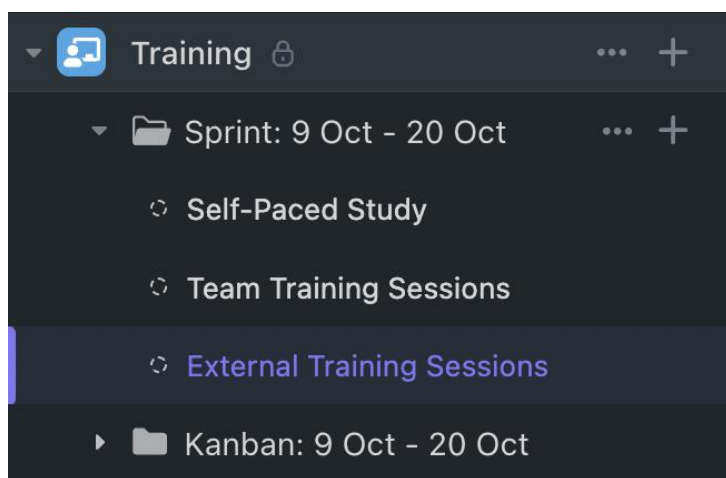 Training
Sprint: 9 Oct - 20 Oct
Self-Paced Study
Team Training Sessions
External Training Sessions
Kanban: 9 Oct - 20 Oct